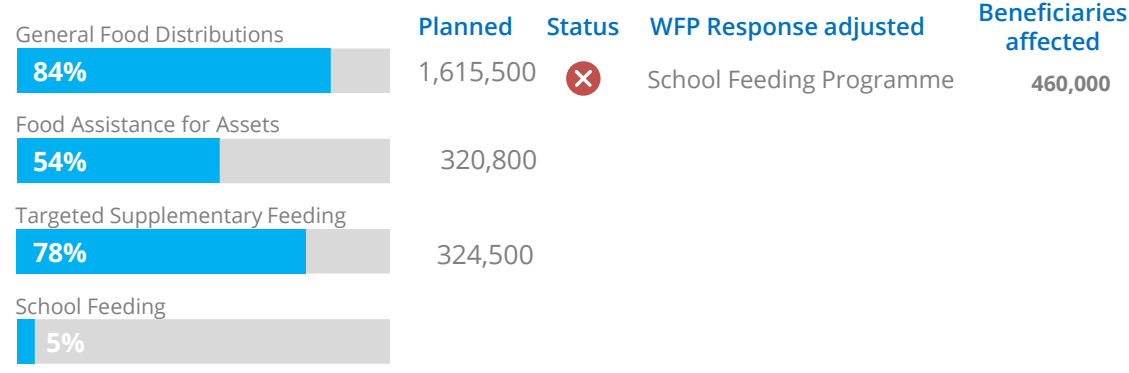 General Food Distributions
84%
Food Assistance for Assets
54%
Targeted Supplementary Feeding
78%
School Feeding
5%
Planned
1,615,500
320,800
324,500
Status
WFP Response adjusted
School Feeding Programme
Beneficiaries
affected
460,000